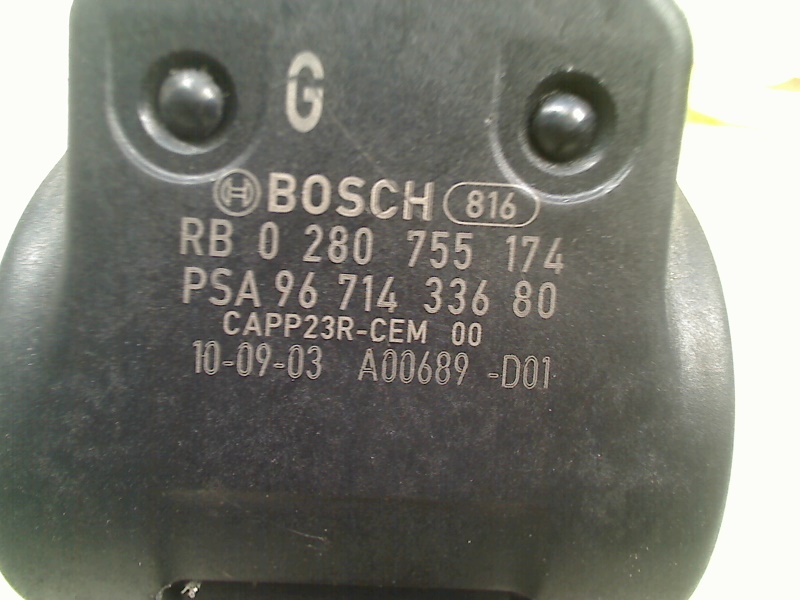 G
BOSCH 816
RB 0 280 755 174
PSA 96 714 336 80
CAPP23R-CEM 00
10-09-03 A00689 -D01